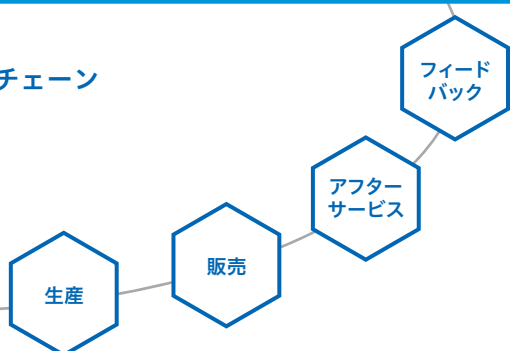 チェーン
フィード
バック
アフター
サービス
販売
生産